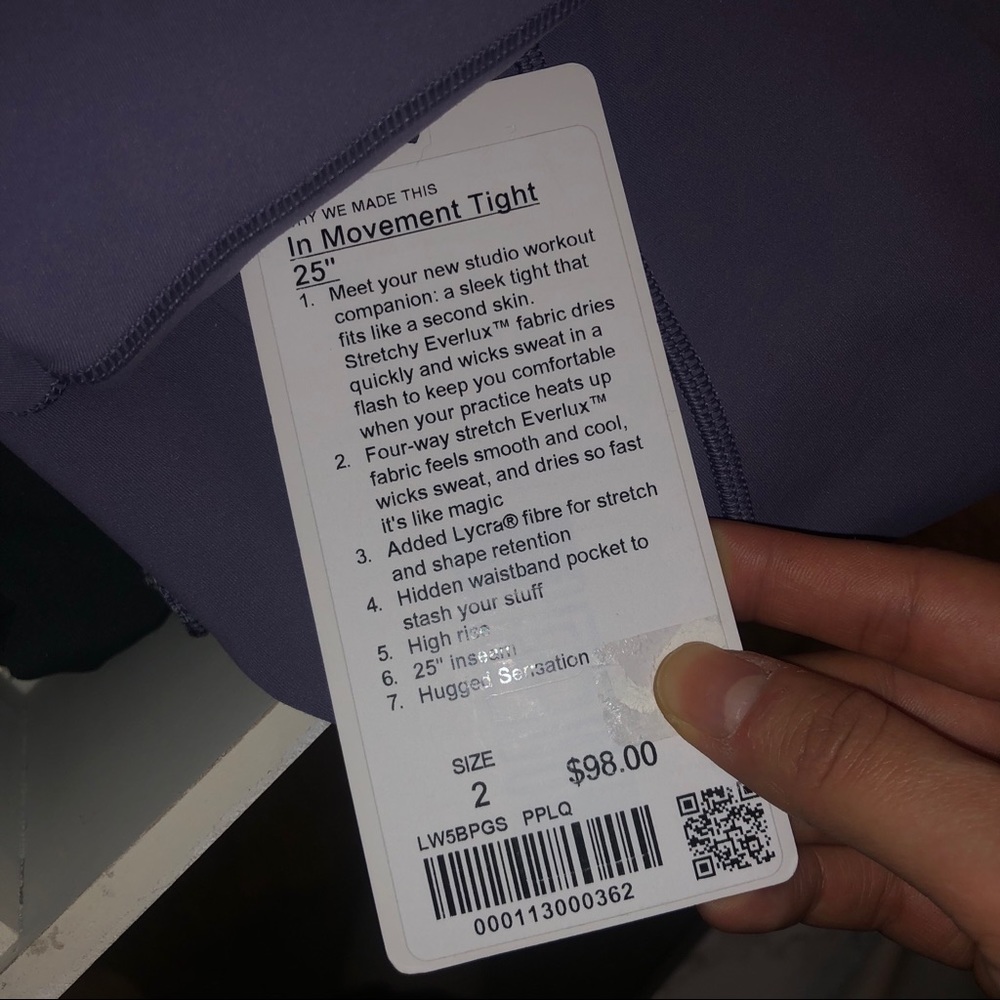 WE MADE THIS
In Movement Tight
25"
1. Meet your new studio workout
companion: a sleek tight that
fits like a second skin.
Stretchy Everlux™ fabric dries
quickly and wicks sweat in a
flash to keep you comfortable
when your practice heats up
2. Four-way stretch Everlux™
fabric feels smooth and cool,
wicks sweat, and dries so fast
it's like magic
3. Added Lycra® fibre for stretch
and shape retention
4. Hidden waistband pocket to
stash your stuff
5. High rise
6. 25" inseam
7. Hugged Sensation
SIZE
2
$98.00
LW5BPGS PPLQ
000113000362